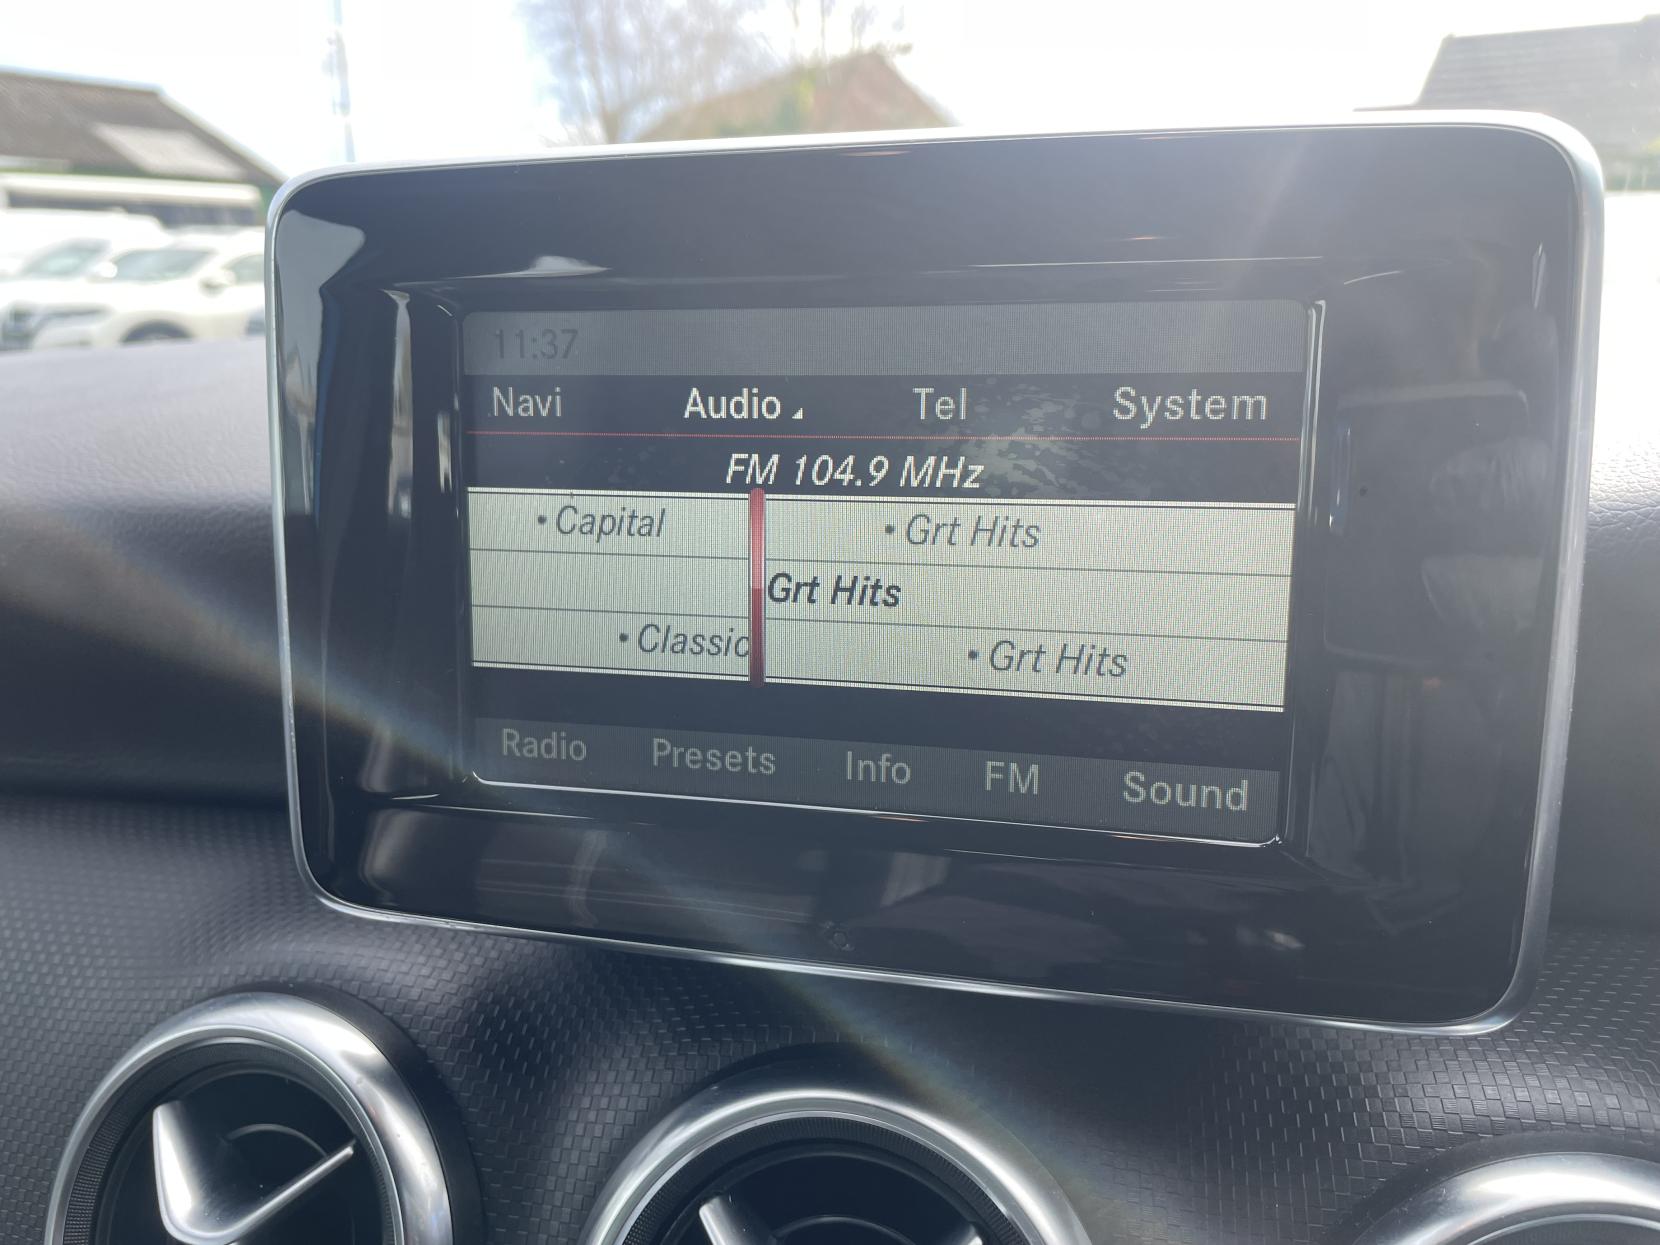 11:37
Navi Audio Tel System
FM 104.9 MHz
• Capital • Grt Hits
Grt Hits
• Classic • Grt Hits
Radio Presets Info FM Sound